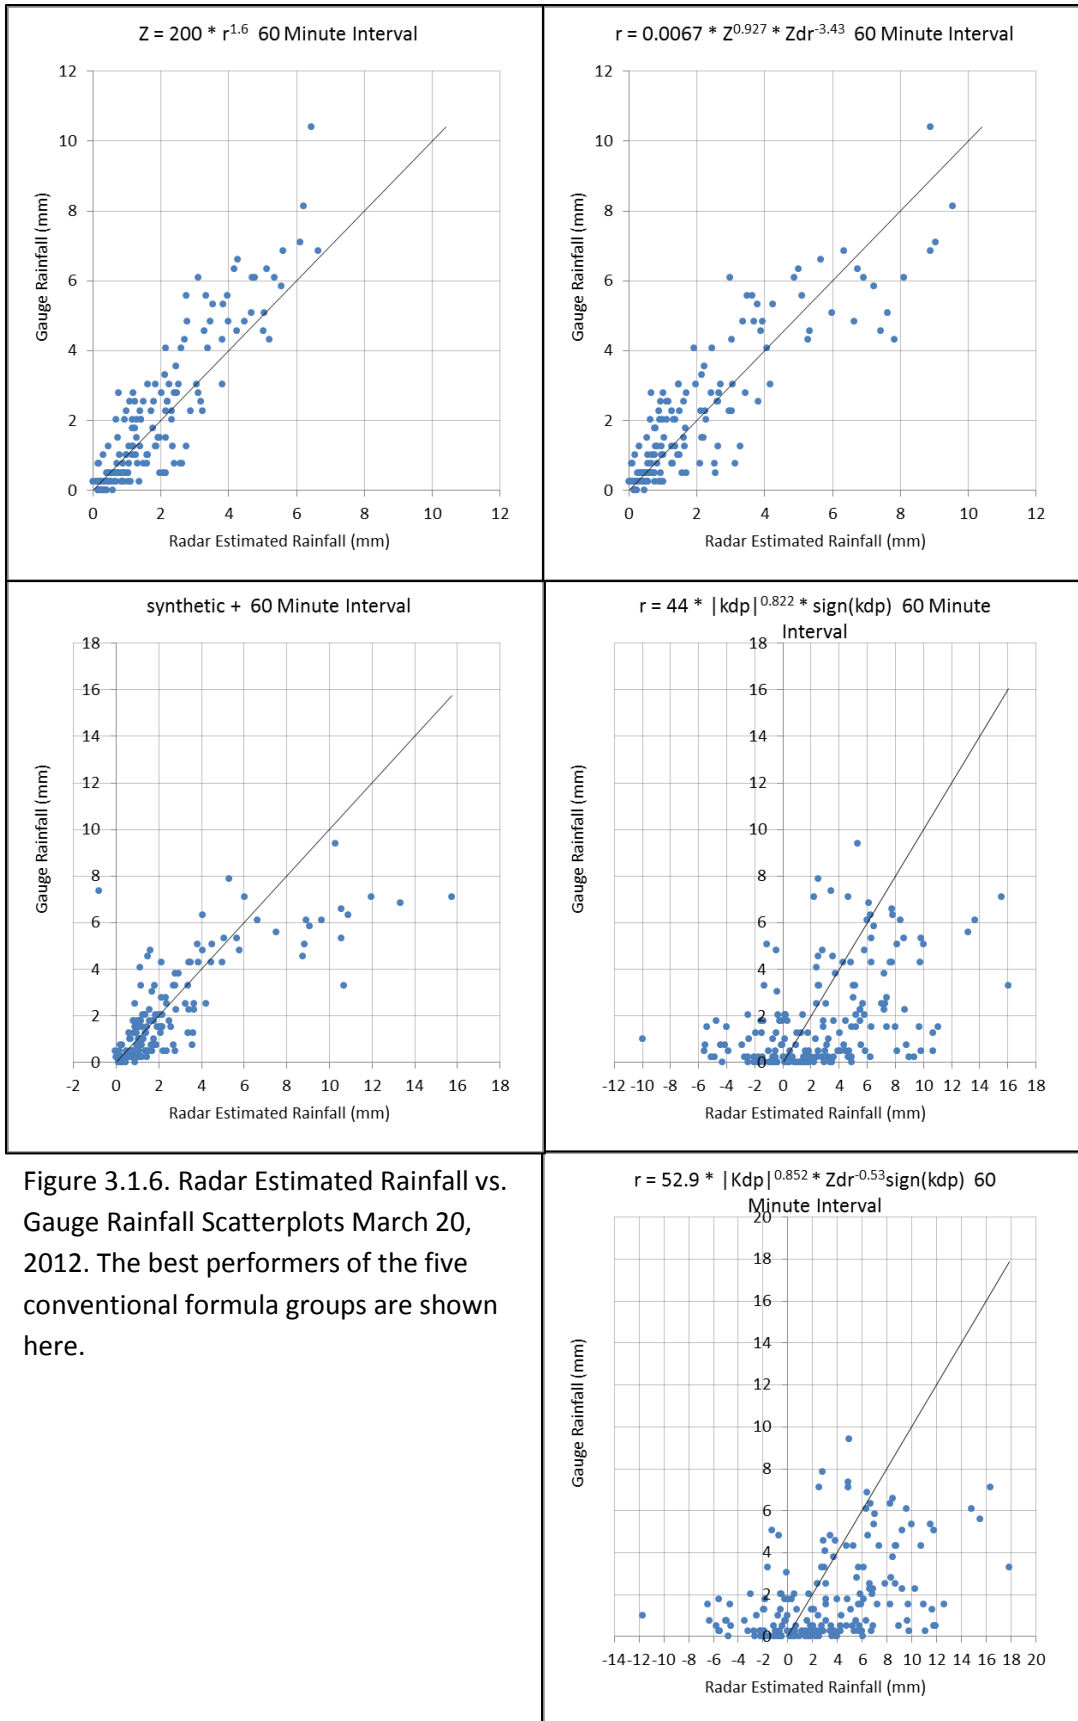 Z = 200 * r^1.6 60 Minute Interval
12
10
8
6
4
2
0
Gauge Rainfall (mm)
0 2 4 6 8 10 12
Radar Estimated Rainfall (mm)
r = 0.0067 * Z^0.927 * Zdr^-3.43 60 Minute Interval
12
10
8
6
4
2
0
Gauge Rainfall (mm)
0 2 4 6 8 10 12
Radar Estimated Rainfall (mm)
synthetic + 60 Minute Interval
18
16
14
12
10
8
6
4
2
0
Gauge Rainfall (mm)
-2 0 2 4 6 8 10 12 14 16 18
Radar Estimated Rainfall (mm)
r = 44 * |kdp|^0.822 * sign(kdp) 60 Minute
Interval
18
16
14
12
10
8
6
4
2
0
Gauge Rainfall (mm)
-12 -10 -8 -6 -4 -2 0 2 4 6 8 10 12 14 16 18
Radar Estimated Rainfall (mm)
Figure 3.1.6. Radar Estimated Rainfall vs.
Gauge Rainfall Scatterplots March 20,
2012. The best performers of the five
conventional formula groups are shown
here.
r = 52.9 * |Kdp|^0.852 * Zdr^-0.53sign(kdp) 60
Minute Interval
20
18
16
14
12
10
8
6
4
2
0
Gauge Rainfall (mm)
-14 -12 -10 -8 -6 -4 -2 0 2 4 6 8 10 12 14 16 18 20
Radar Estimated Rainfall (mm)